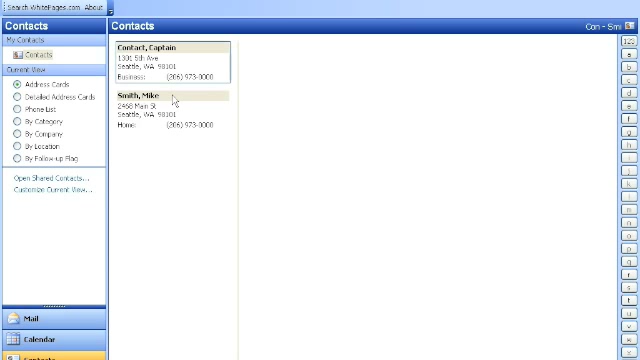 Search WhitePages.com About
Contacts
My Contacts
Contacts
Current View
Address Cards
Detailed Address Cards
Phone List
By Category
By Company
By Location
By Follow-up Flag
Open Shared Contacts...
Customize Current View...
Mail
Calendar
Contacts
Contacts
Con - Smi
Contact, Captain
1301 5th Ave
Seattle, WA 98101
Business: (206) 973-0000
Smith, Mike
2468 Main St
Seattle, WA 98101
Home: (206) 973-0000
123
a
b
c
d
e
f
g
h
i
j
k
l
m
n
o
p
q
r
s
t
u
v
w
x